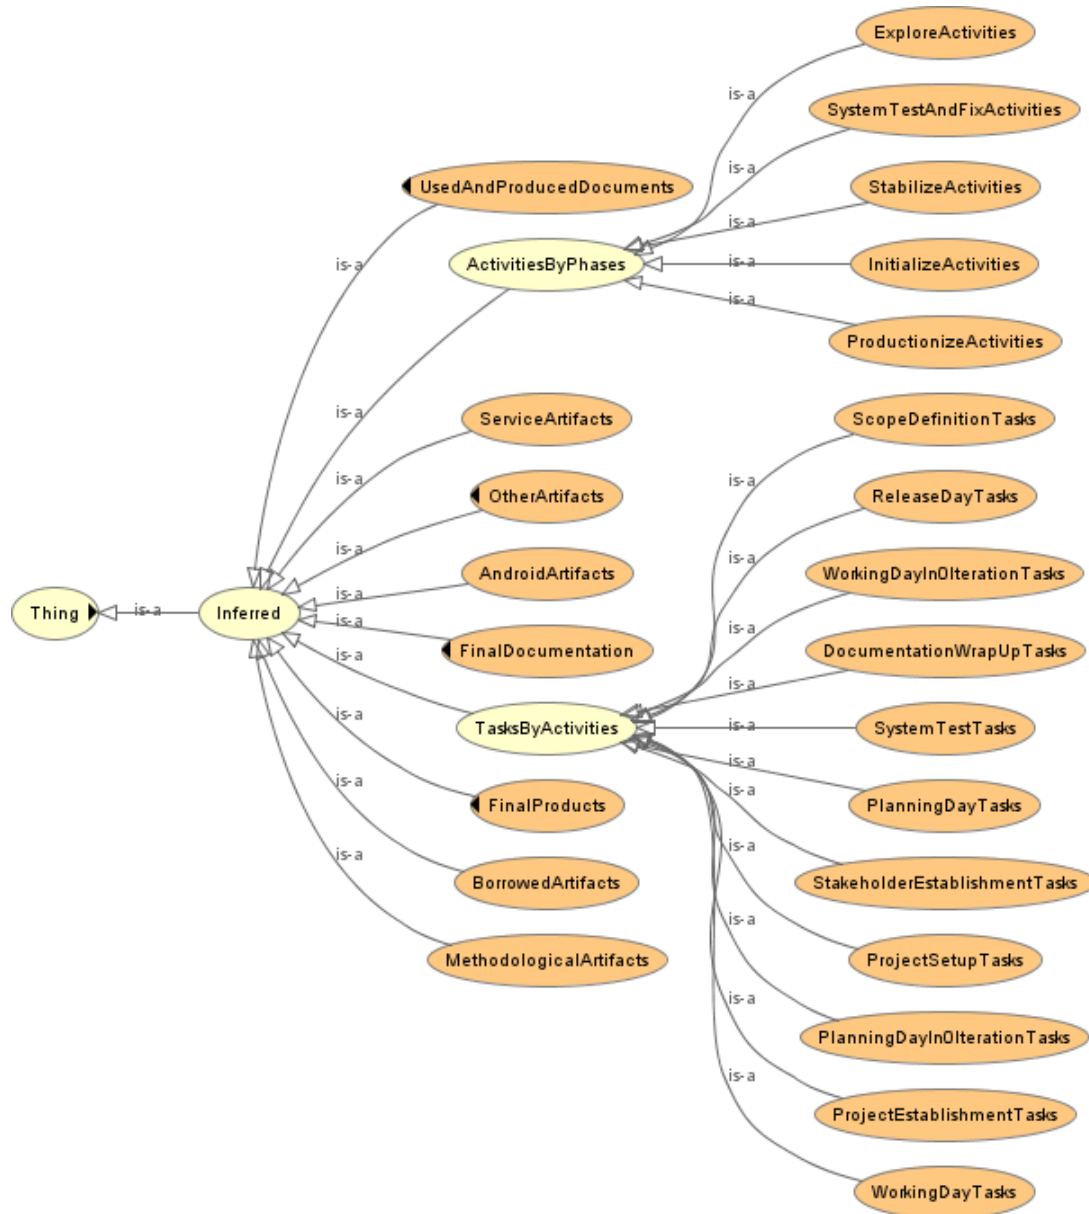 ExploreActivities
is-a
SystemTestAndFixActivities
is-a
UsedAndProducedDocuments
StabilizeActivities
is-a
is-a
ActivitiesByPhases
is-a
InitializeActivities
is-a
ProductionizeActivities
is-a
ServiceArtifacts
ScopeDefinitionTasks
is-a
is-a
OtherArtifacts
ReleaseDayTasks
is-a
is-a
AndroidArtifacts
WorkingDayIn0IterationTasks
is-a
Thing
is-a
Inferred
is-a
is-a
FinalDocumentation
DocumentationWrapUpTasks
is-a
is-a
TasksByActivities
is-a
SystemTestTasks
is-a
is-a
FinalProducts
is-a
PlanningDayTasks
is-a
is-a
BorrowedArtifacts
StakeholderEstablishmentTasks
is-a
MethodologicalArtifacts
ProjectSetupTasks
is-a
PlanningDayIn0IterationTasks
is-a
ProjectEstablishmentTasks
WorkingDayTasks